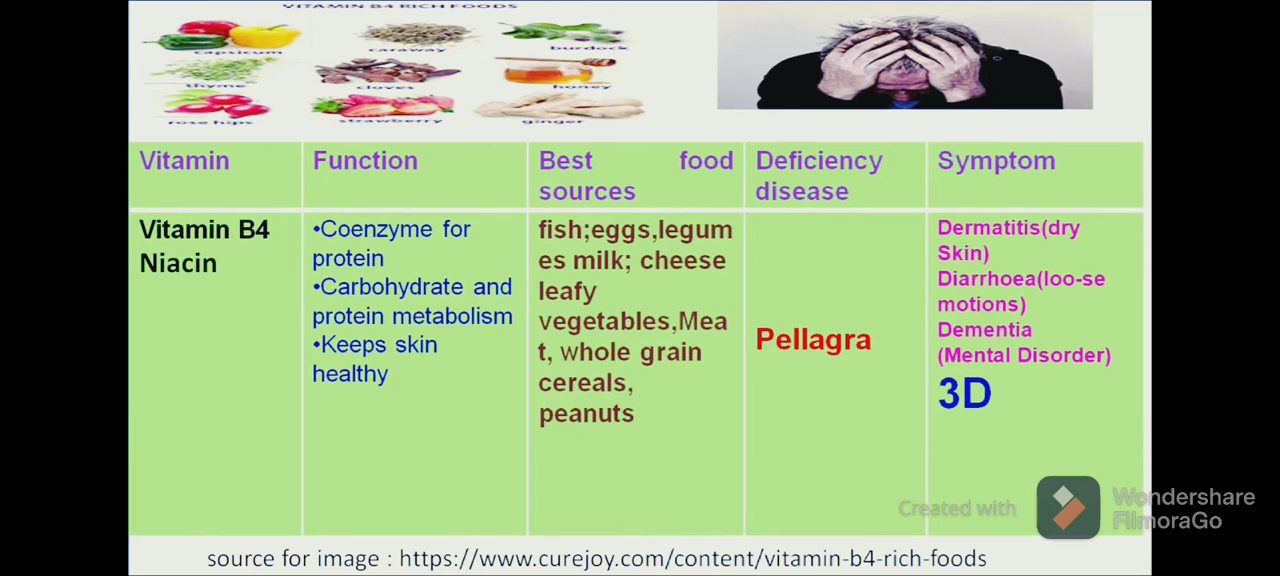 VITAMIN B4 RICH FOODS
capsicum
caraway
burdock
thyme
cloves
honey
rose hips
strawberry
ginger
Vitamin
Function
Best food
sources
Deficiency
disease
Symptom
Vitamin B4
Niacin
•Coenzyme for
protein
•Carbohydrate and
protein metabolism
•Keeps skin
healthy
fish;eggs,legum
es milk; cheese
leafy
vegetables,Mea
t, whole grain
cereals,
peanuts
Pellagra
Dermatitis(dry
Skin)
Diarrhoea(loo-se
motions)
Dementia
(Mental Disorder)
3D
Created with
Wondershare
FilmoraGo
source for image : https://www.curejoy.com/content/vitamin-b4-rich-foods